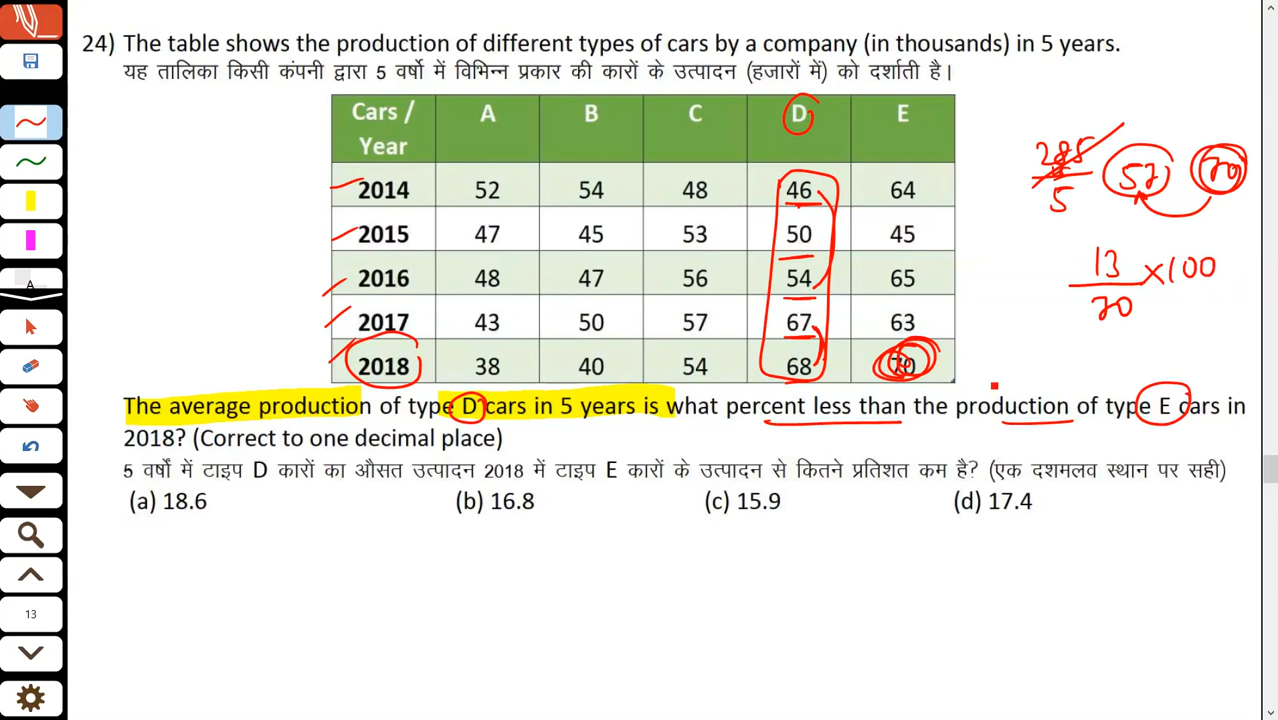 24) The table shows the production of different types of cars by a company (in thousands) in 5 years.
यह तालिका किसी कंपनी द्वारा 5 वर्षो में विभिन्न प्रकार की कारों के उत्पादन (हजारों में) को दर्शाती है।
Cars / Year A B C D E
2014 52 54 48 46 64
2015 47 45 53 50 45
2016 48 47 56 54 65
2017 43 50 57 67 63
2018 38 40 54 68 70
285
5
57 70
13
70
×100
The average production of type D cars in 5 years is what percent less than the production of type E cars in
2018? (Correct to one decimal place)
5 वर्षों में टाइप D कारों का औसत उत्पादन 2018 में टाइप E कारों के उत्पादन से कितने प्रतिशत कम है? (एक दशमलव स्थान पर सही)
(a) 18.6 (b) 16.8 (c) 15.9 (d) 17.4
A
13